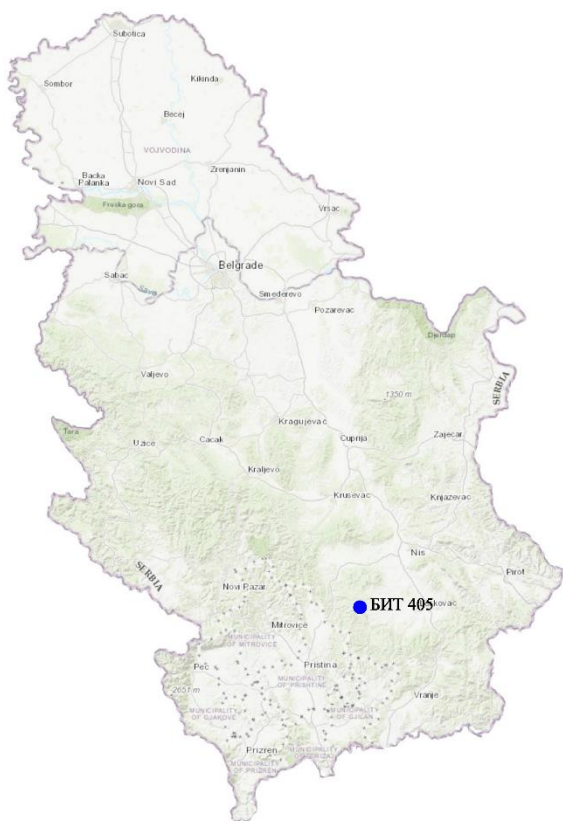 Subotica
Sombor
Kikinda
Becej
VOJVODINA
Backa
Palanka
Novi Sad
Zrenjanin
Fruska gora
Vrsac
Belgrade
Sabac
Sava
Smederevo
Pozarevac
Djerdap
Valjevo
1350 m
SERBIA
Kragujevac
Tara
Uzice
Cacak
Cuprija
Zajecar
Kraljevo
Krusevac
Knjazevac
Nis
SERBIA
Pirot
Novi Pazar
БИТ 405
Mitrovice
MUNICIPALITY
OF MITROVICE
Pec
Pristina
2651 m
MUNICIPALITY
OF PRISHTINE
Vranje
MUNICIPALITY
OF GJAKOVE
MUNICIPALITY
OF GJILAN
Prizren
MUNICIPALITY
MUNICIPALITY
OF PRIZREN